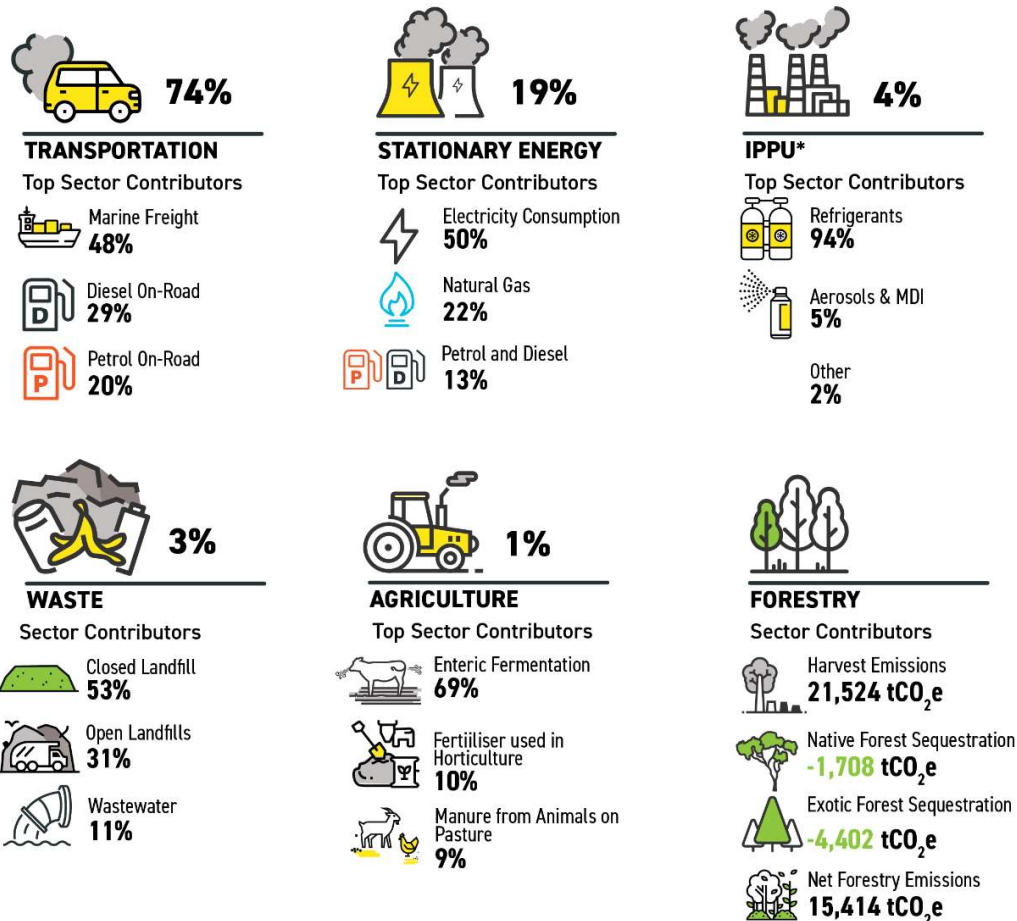 74%
TRANSPORTATION
Top Sector Contributors
Marine Freight
48%
Diesel On-Road
D
29%
Petrol On-Road
P
20%
19%
STATIONARY ENERGY
Top Sector Contributors
Electricity Consumption
50%
Natural Gas
22%
Petrol and Diesel
P D
13%
4%
IPPU*
Top Sector Contributors
Refrigerants
94%
Aerosols & MDI
5%
Other
2%
3%
WASTE
Sector Contributors
Closed Landfill
53%
Open Landfills
31%
Wastewater
11%
1%
AGRICULTURE
Top Sector Contributors
Enteric Fermentation
69%
Fertiiliser used in
Horticulture
10%
Manure from Animals on
Pasture
9%
FORESTRY
Sector Contributors
Harvest Emissions
21,524 tCO₂e
Native Forest Sequestration
-1,708 tCO₂e
Exotic Forest Sequestration
-4,402 tCO₂e
Net Forestry Emissions
15,414 tCO₂e